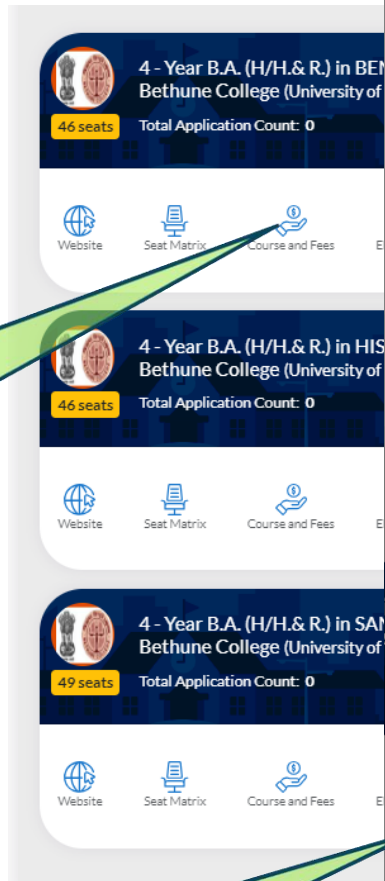 4 - Year B.A. (H/H.& R.) in BEN
Bethune College (University of
46 seats
Total Application Count: 0
Website
Seat Matrix
Course and Fees
E
4 - Year B.A. (H/H.& R.) in HIS
Bethune College (University of
46 seats
Total Application Count: 0
Website
Seat Matrix
Course and Fees
E
4 - Year B.A. (H/H.& R.) in SAN
Bethune College (University of
49 seats
Total Application Count: 0
Website
Seat Matrix
Course and Fees
E